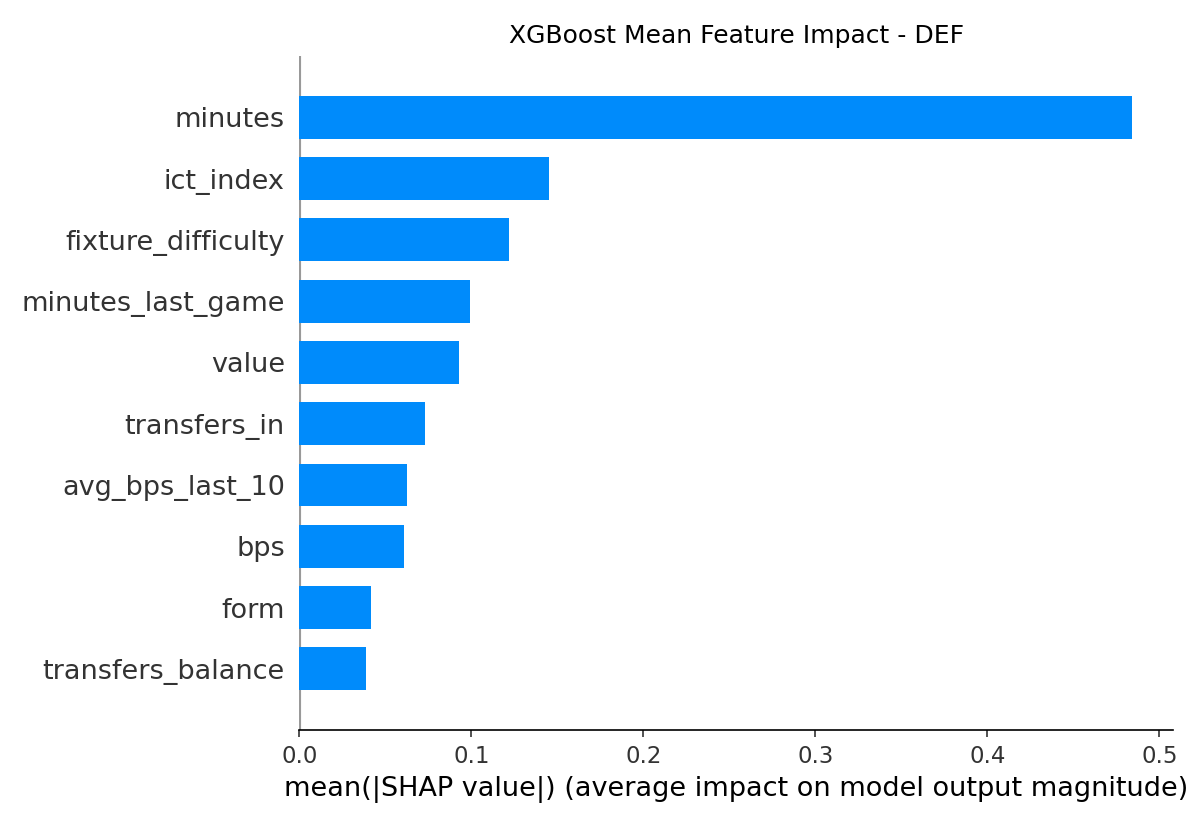 XGBoost Mean Feature Impact - DEF
minutes
ict_index
fixture_difficulty
minutes_last_game
value
transfers_in
avg_bps_last_10
bps
form
transfers_balance
0.0 0.1 0.2 0.3 0.4 0.5
mean(|SHAP value|) (average impact on model output magnitude)